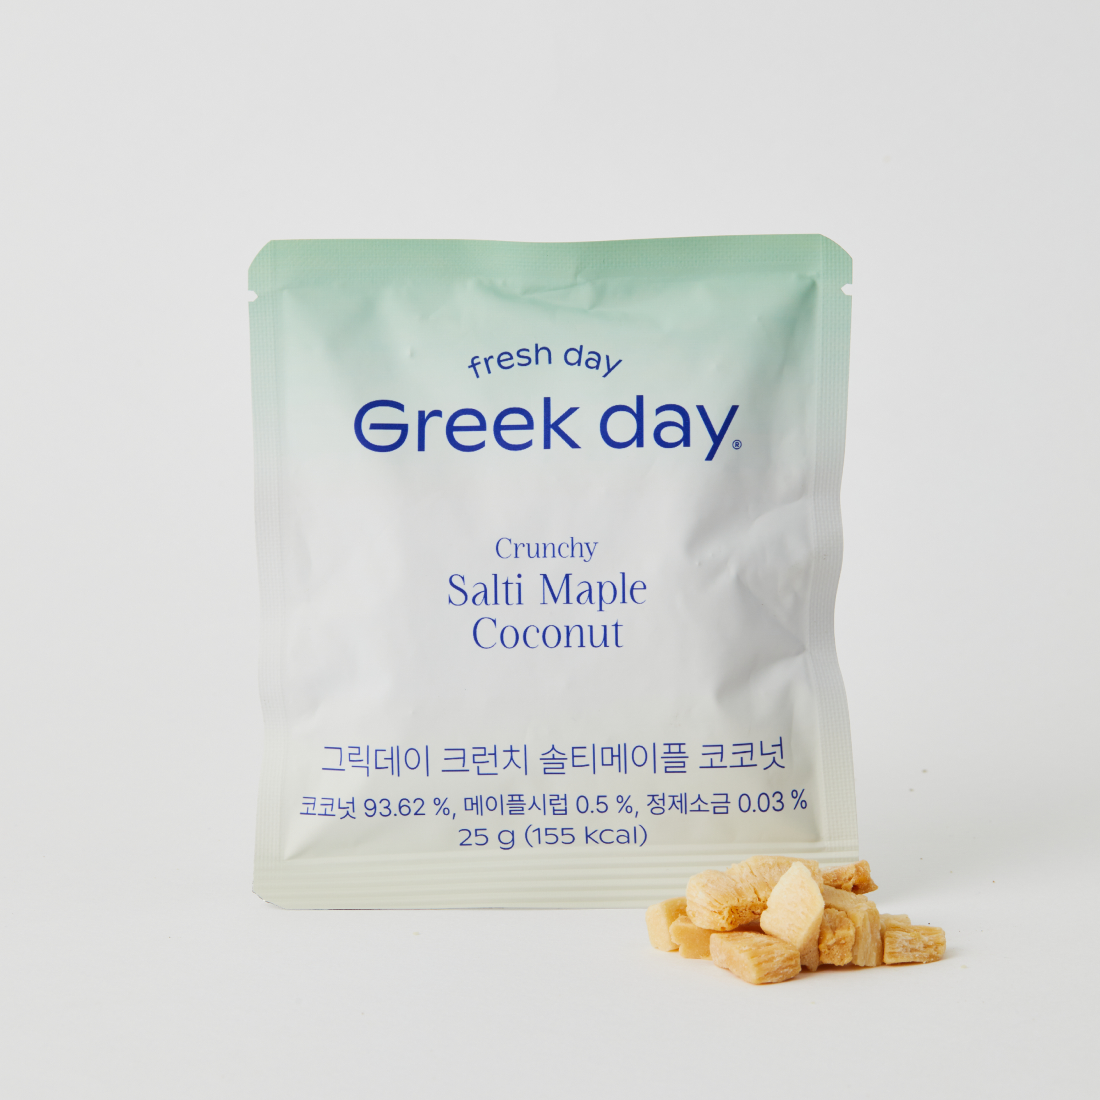 fresh day
Greek day®
Crunchy
Salti Maple
Coconut
그릭데이 크런치 솔티메이플 코코넛
코코넛 93.62 %, 메이플시럽 0.5 %, 정제소금 0.03 %
25 g (155 kcal)